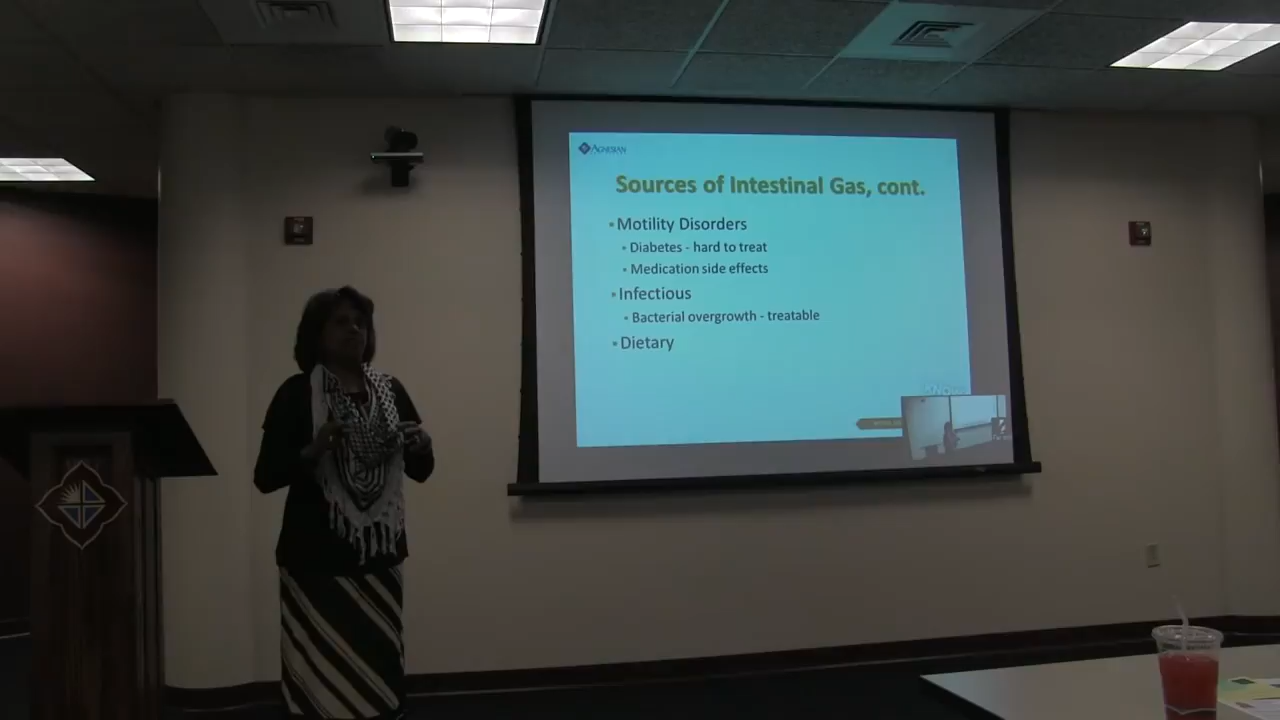 AGNESIAN
Sources of Intestinal Gas, cont.
Motility Disorders
Diabetes - hard to treat
Medication side effects
Infectious
Bacterial overgrowth - treatable
Dietary